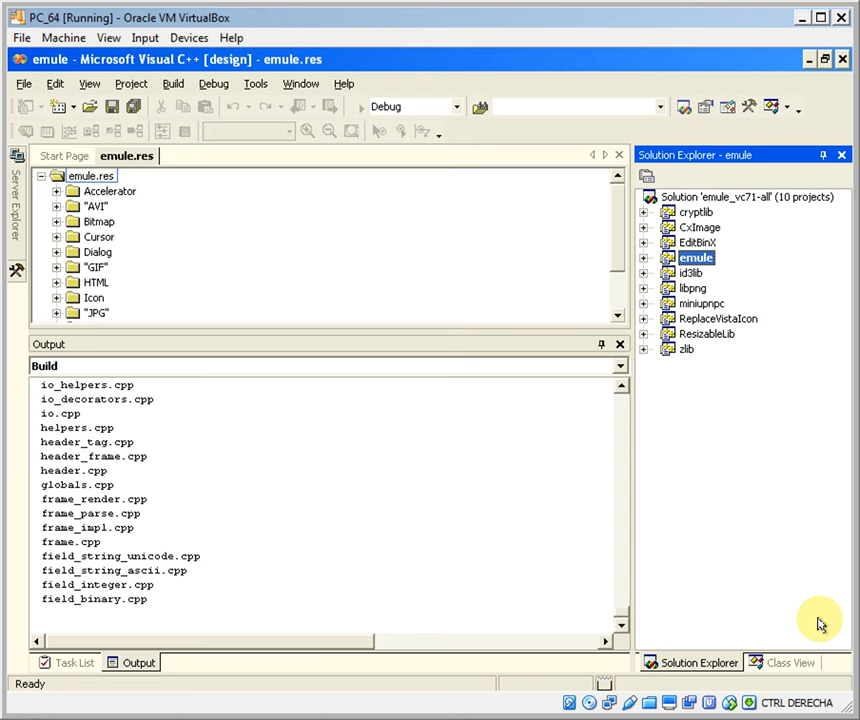 PC_64 [Running] - Oracle VM VirtualBox
File Machine View Input Devices Help
emule - Microsoft Visual C++ [design] - emule.res
File Edit View Project Build Debug Tools Window Help
Debug
Start Page emule.res
Server Explorer
emule.res
Accelerator
"AVI"
Bitmap
Cursor
Dialog
"GIF"
HTML
Icon
"JPG"
Output
Build
io_helpers.cpp
io_decorators.cpp
io.cpp
helpers.cpp
header_tag.cpp
header_frame.cpp
header.cpp
globals.cpp
frame_render.cpp
frame_parse.cpp
frame_impl.cpp
frame.cpp
field_string_unicode.cpp
field_string_ascii.cpp
field_integer.cpp
field_binary.cpp
Task List Output
Solution Explorer - emule
Solution 'emule_vc71-all' (10 projects)
cryptlib
CxImage
EditBinX
emule
id3lib
libpng
miniupnpc
ReplaceVistaIcon
ResizableLib
zlib
Solution Explorer Class View
Ready
CTRL DERECHA